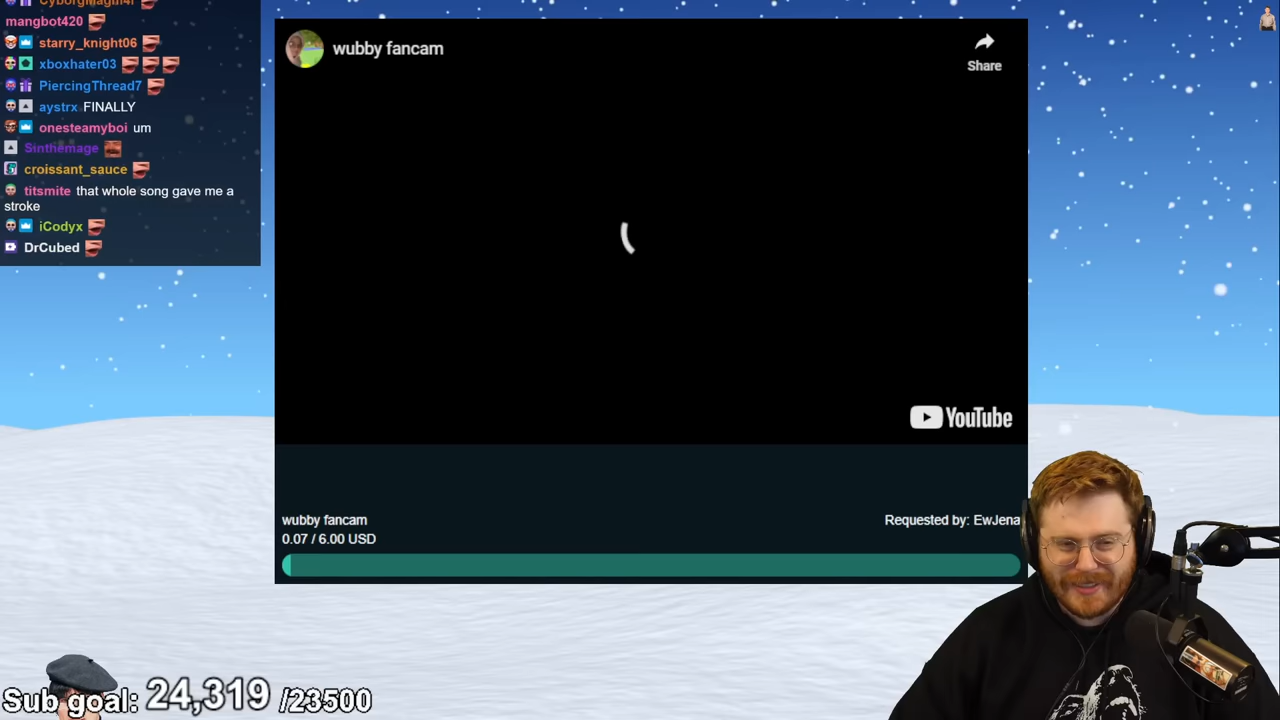 mangbot420
starry_knight06
xboxhater03
PiercingThread7
aystrx FINALLY
onesteamyboi um
Sinthemage
croissant_sauce
titsmite that whole song gave me a
stroke
iCodyx
DrCubed
wubby fancam
Share
YouTube
wubby fancam
Requested by: EwJena
0.07 / 6.00 USD
Sub goal: 24,319 /23500